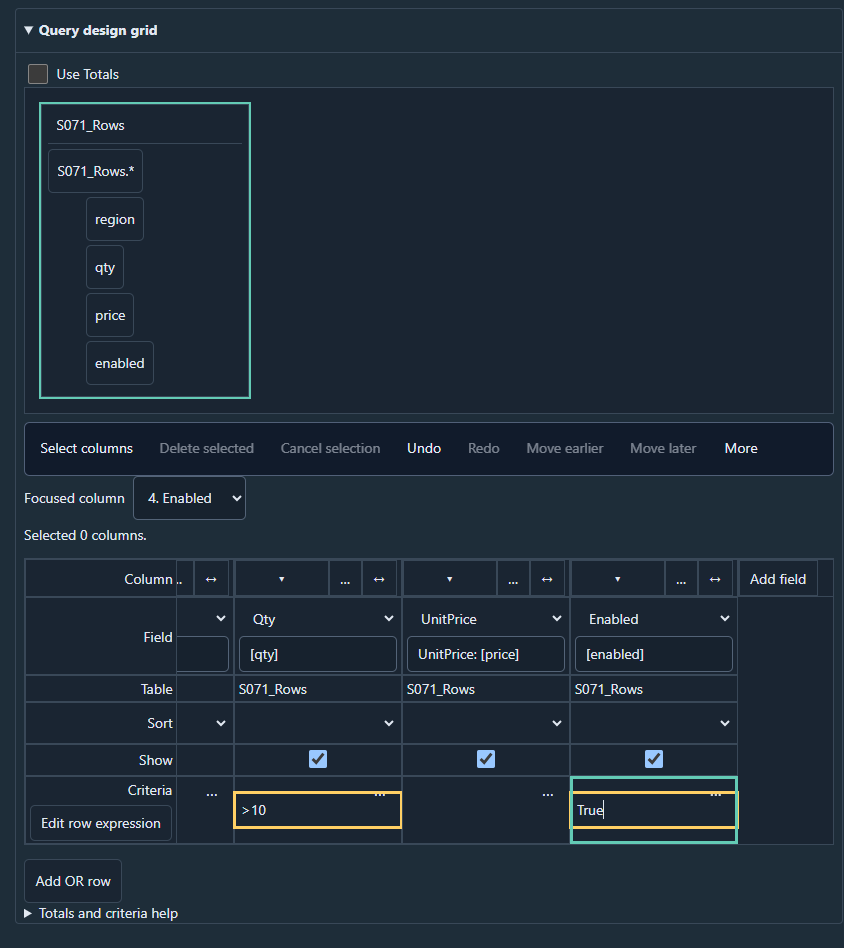 ▼ Query design grid
Use Totals
S071_Rows
S071_Rows.*
region
qty
price
enabled
Select columns Delete selected Cancel selection Undo Redo Move earlier Move later More
Focused column 4. Enabled
Selected 0 columns.
Column .. ↔ ▾ ... ↔ ▾ ... ↔ ▾ ... ↔ Add field
Qty UnitPrice Enabled
Field
[qty] UnitPrice: [price] [enabled]
Table S071_Rows S071_Rows S071_Rows
Sort
Show
Criteria ... ... ... ...
>10 True
Edit row expression
Add OR row
▶ Totals and criteria help